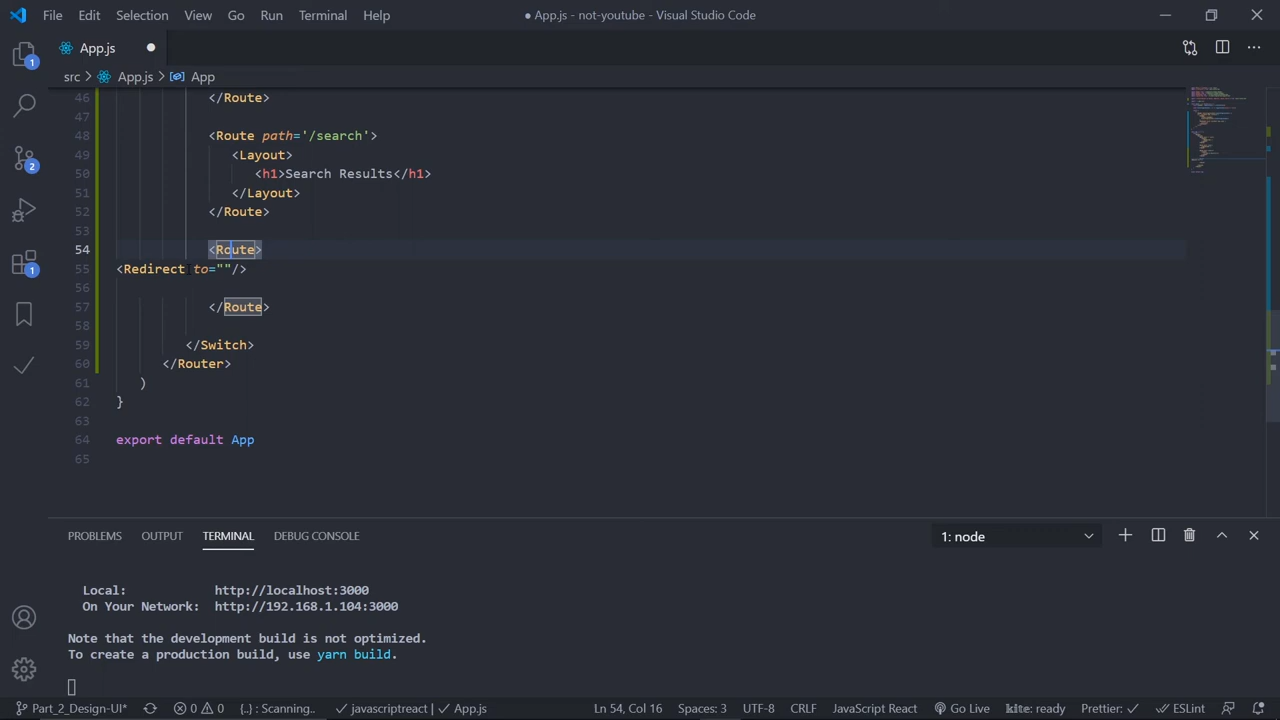 File Edit Selection View Go Run Terminal Help
● App.js - not-youtube - Visual Studio Code
1
App.js
src > App.js > App
46 </Route>
47
48 <Route path='/search'>
49 <Layout>
50 <h1>Search Results</h1>
51 </Layout>
52 </Route>
53
54 <Route>
55 <Redirect to=""/>
56
57 </Route>
58
59 </Switch>
60 </Router>
61 )
62 }
63
64 export default App
65
2
1
PROBLEMS OUTPUT TERMINAL DEBUG CONSOLE 1: node
Local: http://localhost:3000
On Your Network: http://192.168.1.104:3000
Note that the development build is not optimized.
To create a production build, use yarn build.
Part_2_Design-UI* 0 0 {..} : Scanning.. javascriptreact | App.js Ln 54, Col 16 Spaces: 3 UTF-8 CRLF JavaScript React Go Live kite: ready Prettier: ESLint